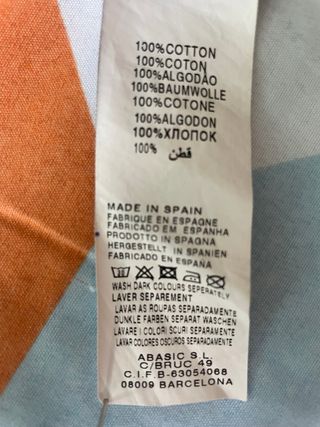 100%COTTON
100%COTON
100%ALGODÃO
100%BAUMWOLLE
100%COTONE
100%ALGODON
100%ХЛОПОК
100% قطن
MADE IN SPAIN
FABRIQUE EN ESPAGNE
FABRICADO EM ESPANHA
PRODOTTO IN SPAGNA
HERGESTELLT IN SPANIEN
FABRICADO EN ESPAÑA
WASH DARK COLOURS SEPERATELY
LAVER SEPAREMENT
LAVAR AS ROUPAS SEPARADAMENTE
DUNKLE FARBEN SEPARAT WASCHEN
LAVARE I COLORI SCURI SEPARAMENTE
LAVAR COLORES OSCUROS SEPARADAMENTE
ABASIC S.L.
C/BRUC 49
C.I.F.B-63054068
08009 BARCELONA